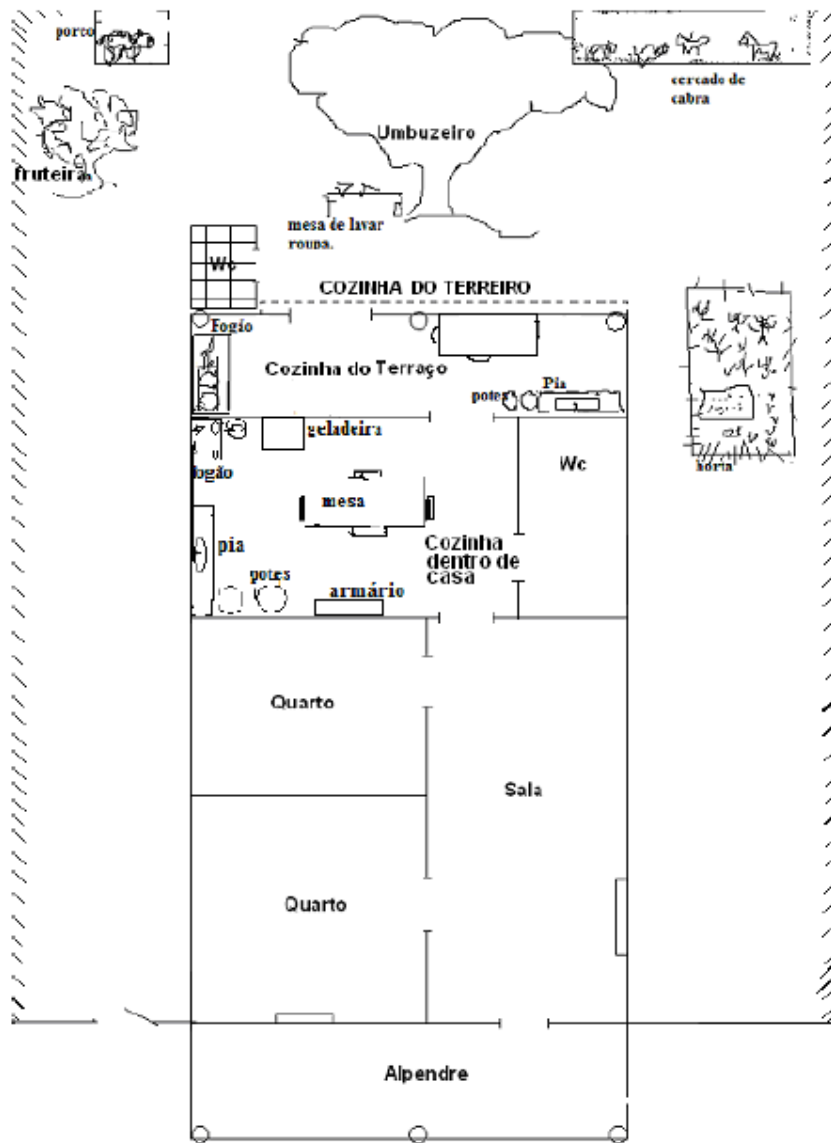 porco
cercado de
cabra
Umbuzeiro
fruteira
mesa de lavar
roupa.
Wc
COZINHA DO TERREIRO
Fogão
Cozinha do Terraço
potes
Pia
geladeira
fogão
Wc
horta
mesa
pia
Cozinha
dentro de
casa
potes
armário
Quarto
Sala
Quarto
Alpendre